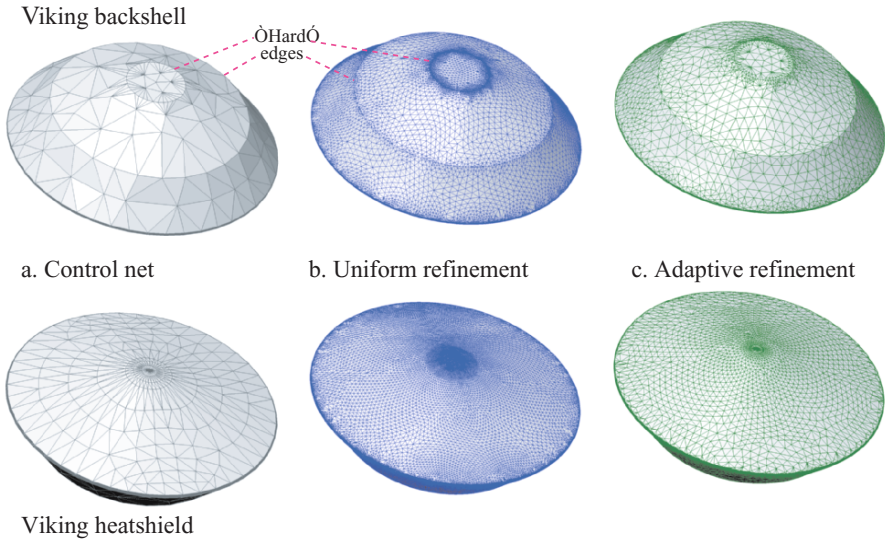 Viking backshell
ÒHardÓ
edges
a. Control net
b. Uniform refinement
c. Adaptive refinement
Viking heatshield